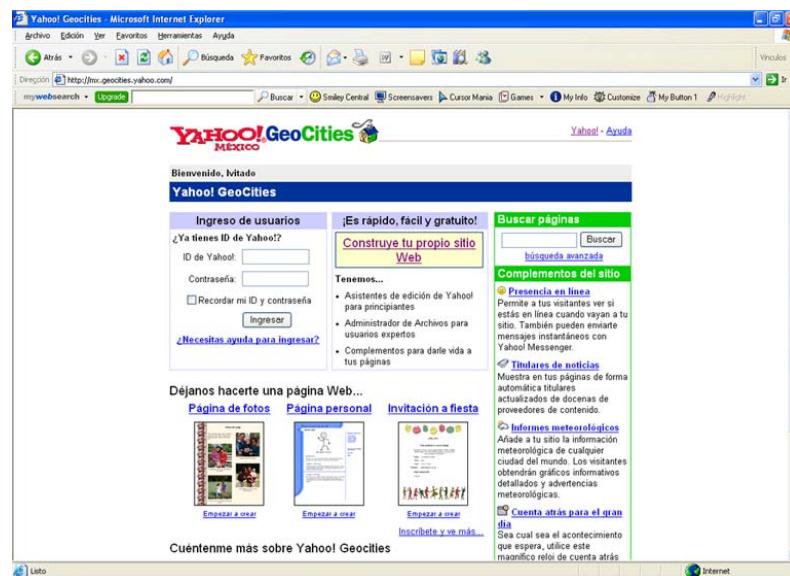 Yahoo! Geocities - Microsoft Internet Explorer
Archivo Edición Ver Favoritos Herramientas Ayuda
Atrás Búsqueda Favoritos
Vínculos
Dirección http://mx.geocities.yahoo.com/ Ir
mywebsearch Upgrade Buscar Smiley Central Screensavers Cursor Mania Games My Info Customize My Button 1 Highlight
YAHOO! GeoCities
MÉXICO
Yahoo! - Ayuda
Bienvenido, Ivitado
Yahoo! GeoCities
Ingreso de usuarios
¿Ya tienes ID de Yahoo!?
ID de Yahoo!:
Contraseña:
Recordar mi ID y contraseña
Ingresar
¿Necesitas ayuda para ingresar?
¡Es rápido, fácil y gratuito!
Construye tu propio sitio
Web
Tenemos...
• Asistentes de edición de Yahoo!
para principiantes
• Administrador de Archivos para
usuarios expertos
• Complementos para darle vida a
tus páginas
Déjanos hacerte una página Web...
Página de fotos Página personal Invitación a fiesta
Empezar a crear Empezar a crear Empezar a crear
Inscríbete y ve más...
Cuéntenme más sobre Yahoo! Geocities
Buscar páginas
Buscar
búsqueda avanzada
Complementos del sitio
Presencia en línea
Permite a tus visitantes ver si
estás en línea cuando vayan a tu
sitio. También pueden enviarte
mensajes instantáneos con
Yahoo! Messenger.
Titulares de noticias
Muestra en tus páginas de forma
automática titulares
actualizados de docenas de
proveedores de contenido.
Informes meteorológicos
Añade a tu sitio la información
meteorológica de cualquier
ciudad del mundo. Los visitantes
obtendrán gráficos informativos
detallados y advertencias
meteorológicas.
Cuenta atrás para el gran
día
Sea cual sea el acontecimiento
que espera, utilice este
magnífico reloj de cuenta atrás
Listo
Internet